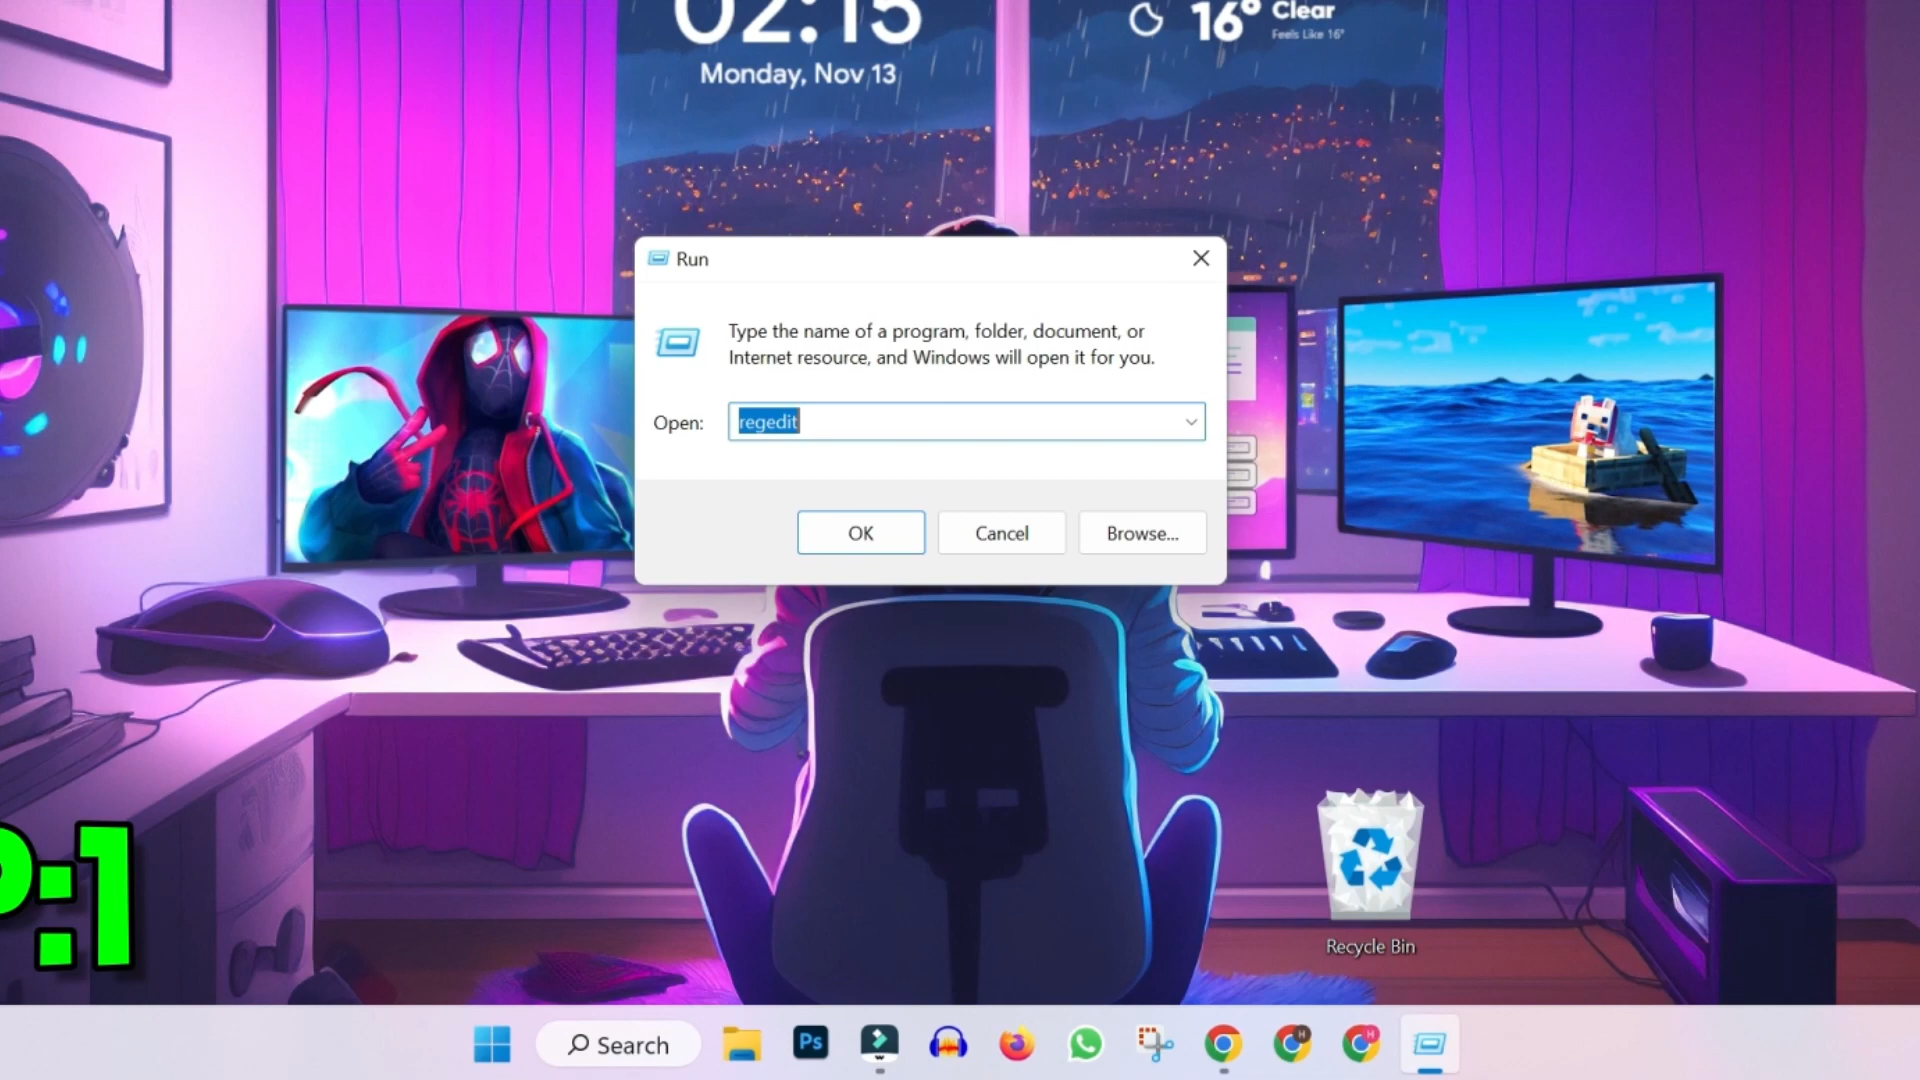 02:15
Monday, Nov 13
16° Clear
Feels Like 16°
Run
Type the name of a program, folder, document, or
Internet resource, and Windows will open it for you.
Open: regedit
OK Cancel Browse...
P:1
Recycle Bin
Search
Ps
H
H